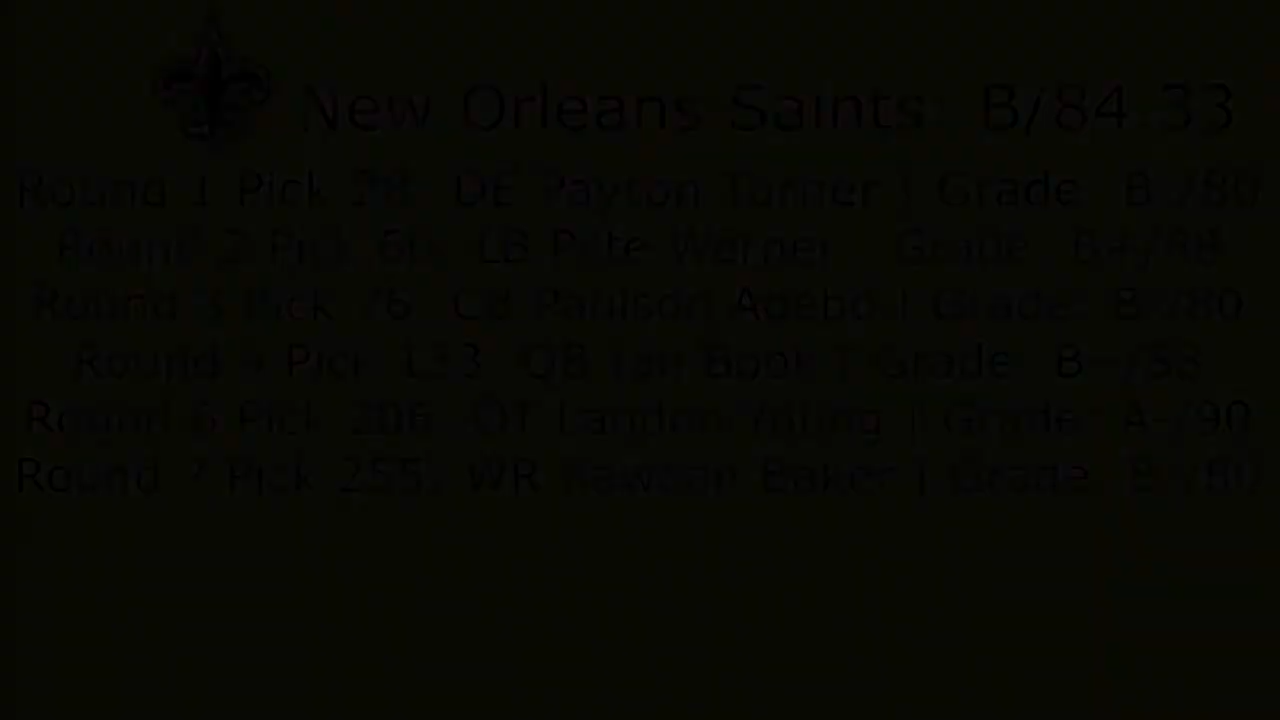 New Orleans Saints: B/84.33
Round 1 Pick 28: DE Payton Turner | Grade: B-/80
Round 2 Pick 60: LB Pete Werner | Grade: B+/88
Round 3 Pick 76: CB Paulson Adebo | Grade: B-/80
Round 4 Pick 133: QB Ian Book | Grade: B+/88
Round 6 Pick 206: OT Landon Young | Grade: A-/90
Round 7 Pick 255: WR Kawaan Baker | Grade: B-/80